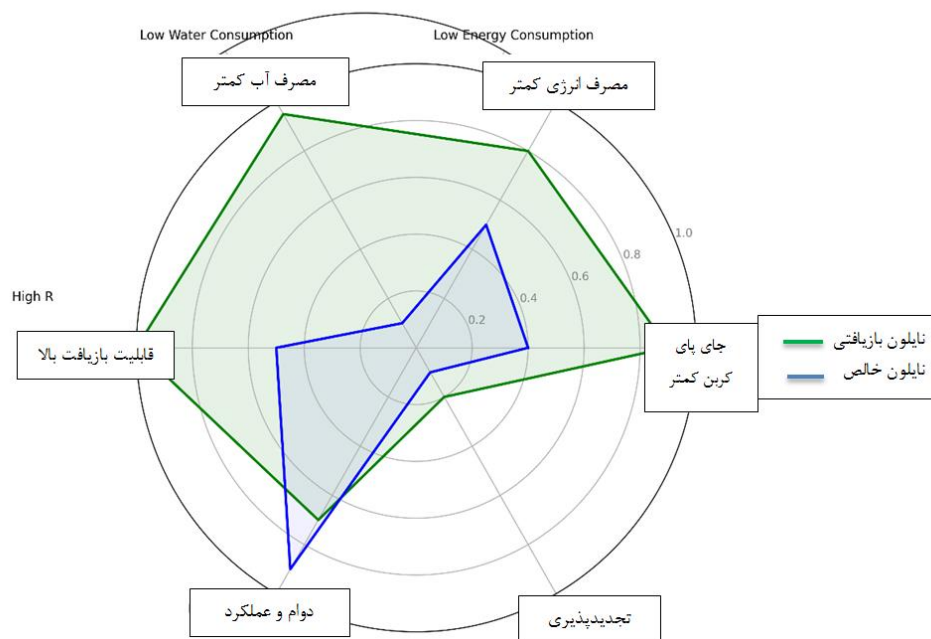 Low Water Consumption
Low Energy Consumption
مصرف آب کمتر
مصرف انرژی کمتر
1.0
0.8
0.6
0.4
0.2
High R
قابلیت بازیافت بالا
جای پای
کربن کمتر
نایلون بازیافتی
نایلون خالص
دوام و عملکرد
تجدیدپذیری